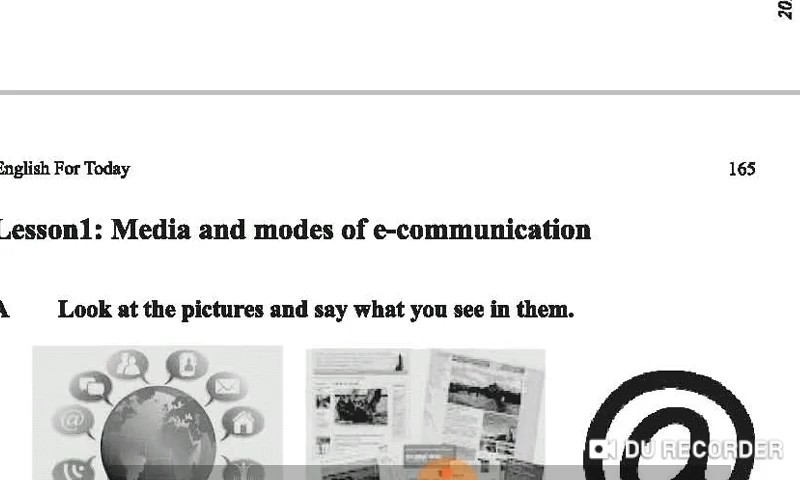 20
English For Today 165
Lesson1: Media and modes of e-communication
A Look at the pictures and say what you see in them.
@
@
DU RECORDER